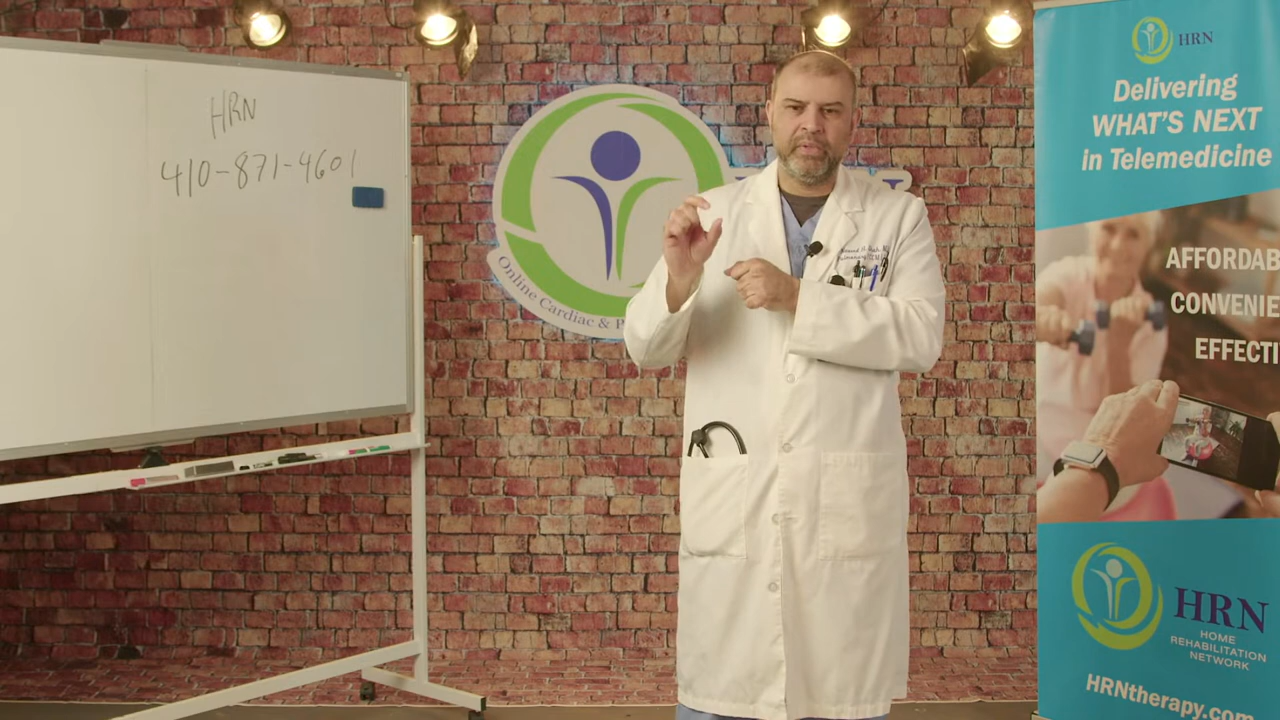 HRN
410-871-4601
Online Cardiac &
HRN
Delivering
WHAT'S NEXT
in Telemedicine
AFFORDAB
CONVENIE
EFFECTI
HRN
HOME
REHABILITATION
NETWORK
HRNtherapy.com